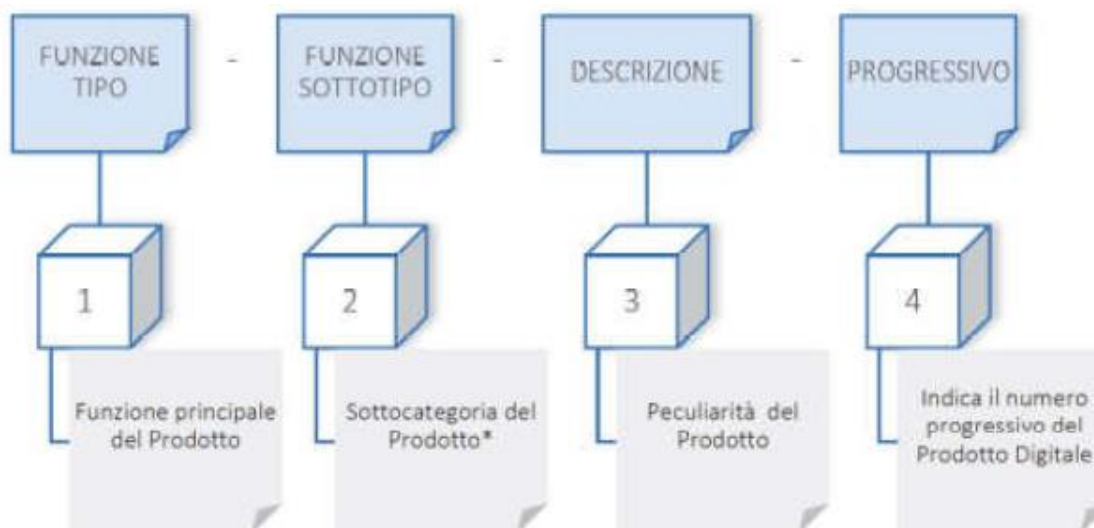 FUNZIONE
TIPO
-
FUNZIONE
SOTTOTIPO
-
DESCRIZIONE
-
PROGRESSIVO
1
2
3
4
Funzione principale
del Prodotto
Sottocategoria del
Prodotto*
Peculiarità del
Prodotto
Indica il numero
progressivo del
Prodotto Digitale